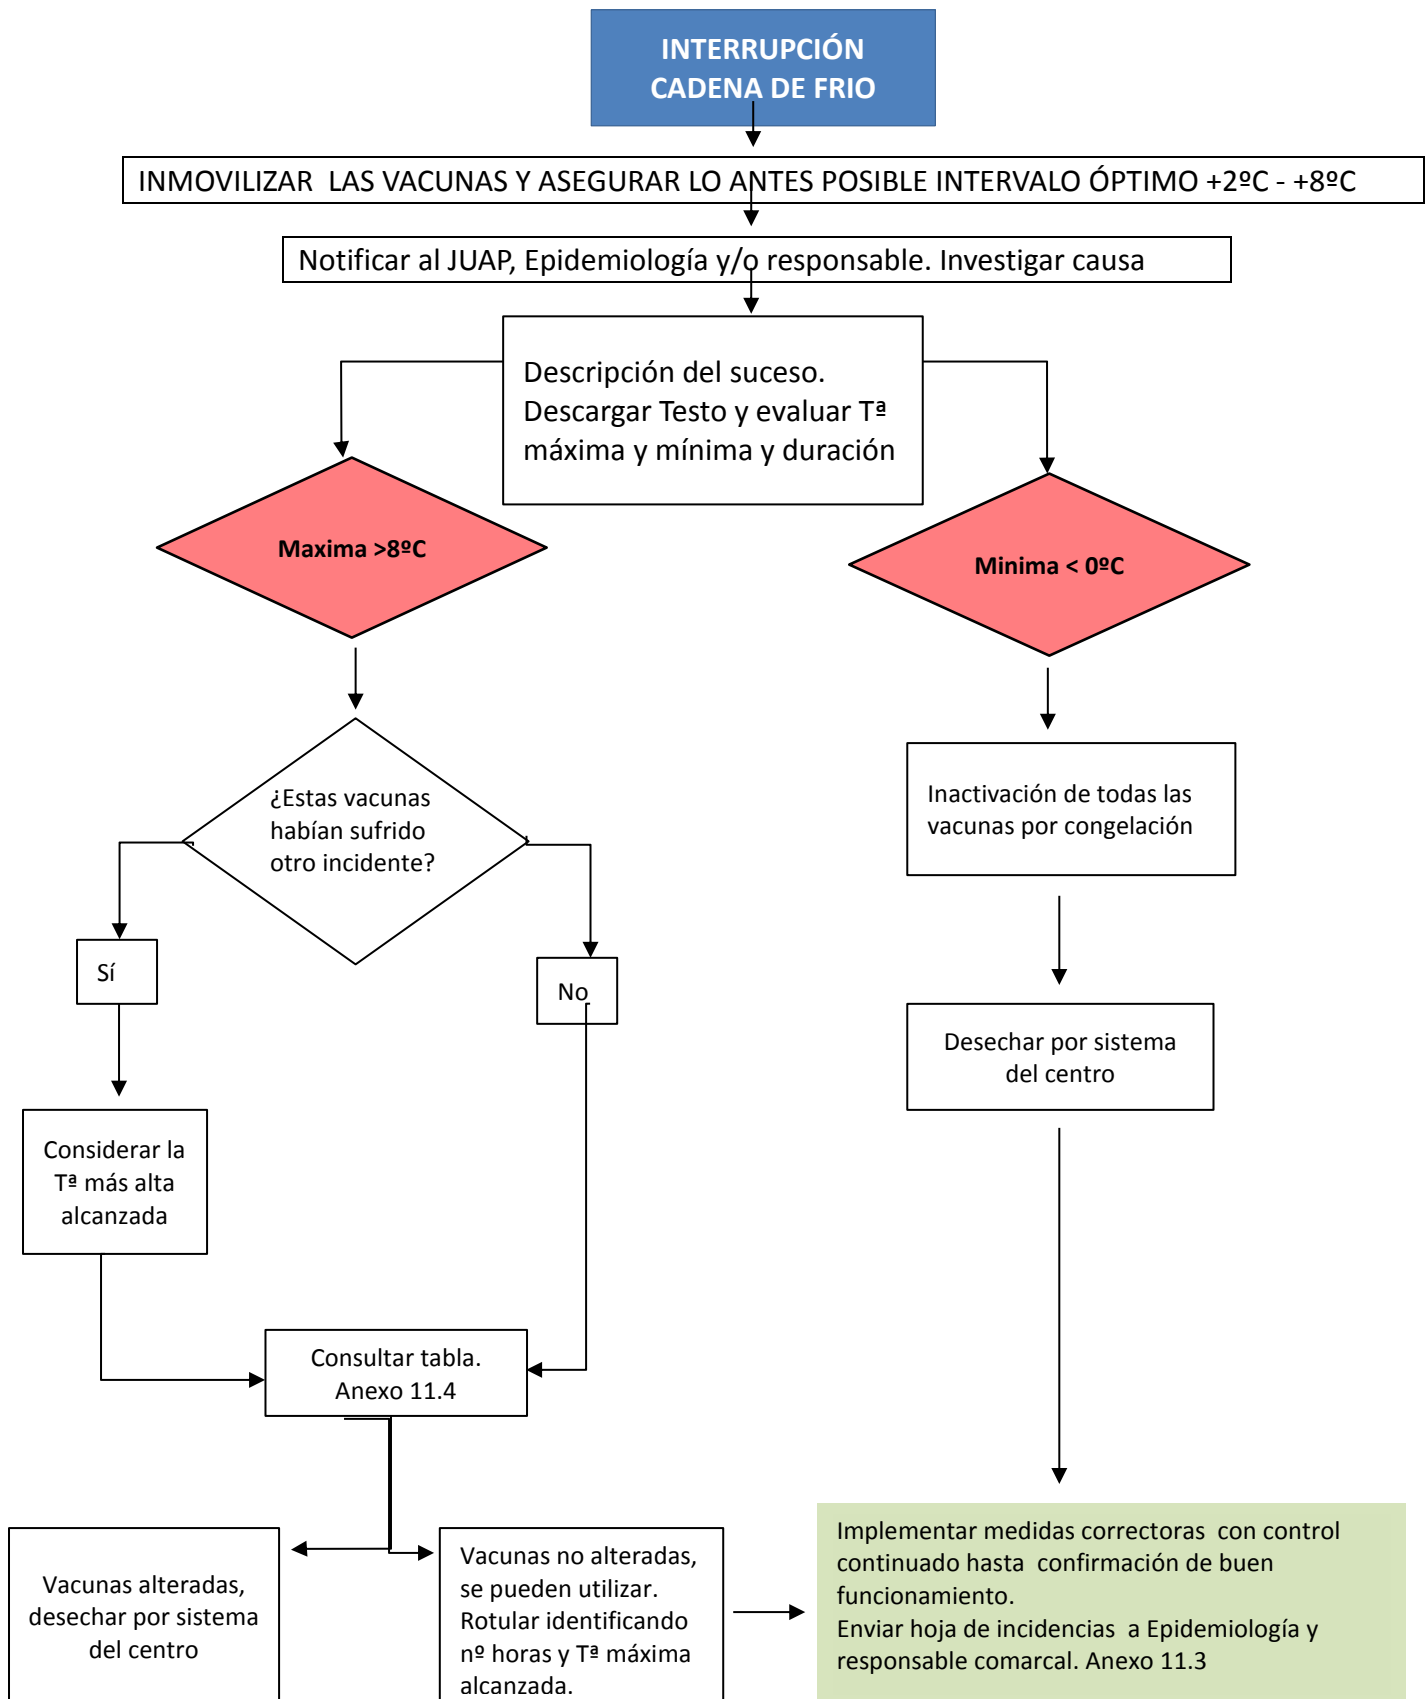 INTERRUPCIÓN
CADENA DE FRIO
INMOVILIZAR LAS VACUNAS Y ASEGURAR LO ANTES POSIBLE INTERVALO ÓPTIMO +2ºC - +8ºC
Notificar al JUAP, Epidemiología y/o responsable. Investigar causa
Descripción del suceso.
Descargar Testo y evaluar Tª
máxima y mínima y duración
Maxima >8ºC
Minima < 0ºC
¿Estas vacunas
habían sufrido
otro incidente?
Inactivación de todas las
vacunas por congelación
Sí
No
Desechar por sistema
del centro
Considerar la
Tª más alta
alcanzada
Consultar tabla.
Anexo 11.4
Vacunas alteradas,
desechar por sistema
del centro
Vacunas no alteradas,
se pueden utilizar.
Rotular identificando
nº horas y Tª máxima
alcanzada.
Implementar medidas correctoras con control
continuado hasta confirmación de buen
funcionamiento.
Enviar hoja de incidencias a Epidemiología y
responsable comarcal. Anexo 11.3